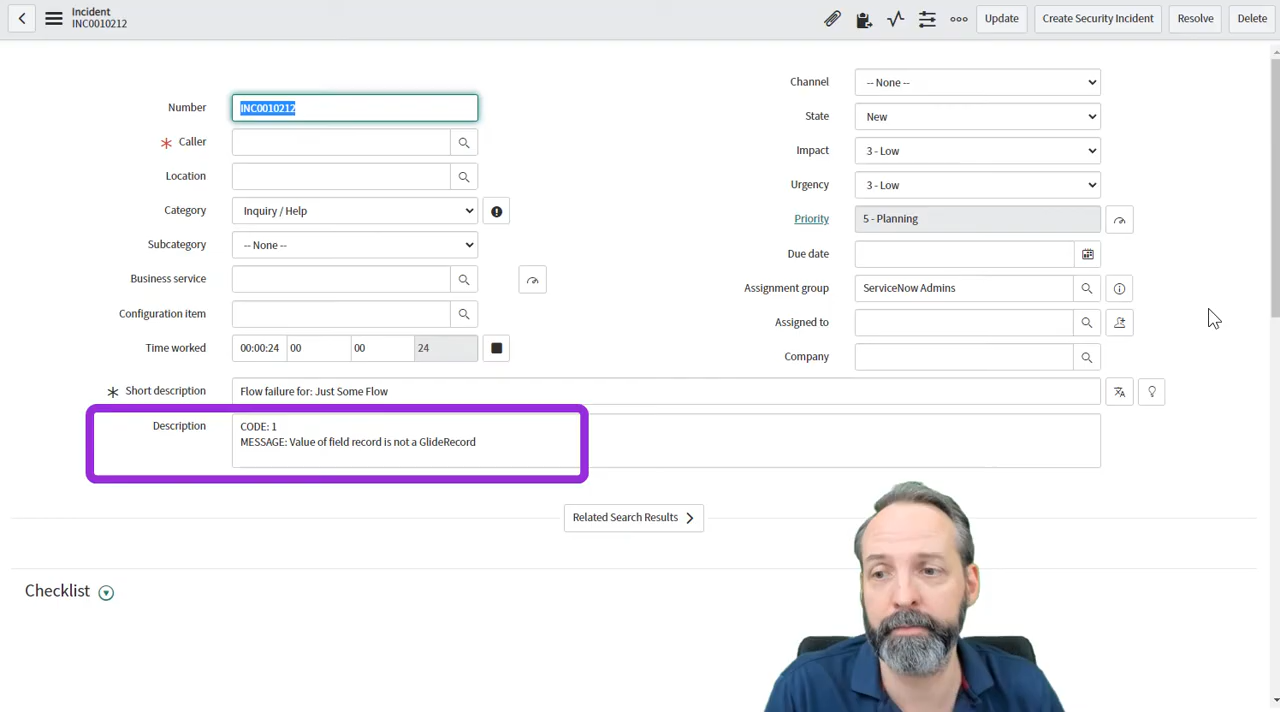 Incident
INC0010212
Update
Create Security Incident
Resolve
Delete
Number
INC0010212
Caller
Location
Category
Inquiry / Help
Subcategory
-- None --
Business service
Configuration item
Time worked
00:00:24
00
00
24
Channel
-- None --
State
New
Impact
3 - Low
Urgency
3 - Low
Priority
5 - Planning
Due date
Assignment group
ServiceNow Admins
Assigned to
Company
Short description
Flow failure for: Just Some Flow
Description
CODE: 1
MESSAGE: Value of field record is not a GlideRecord
Related Search Results
Checklist